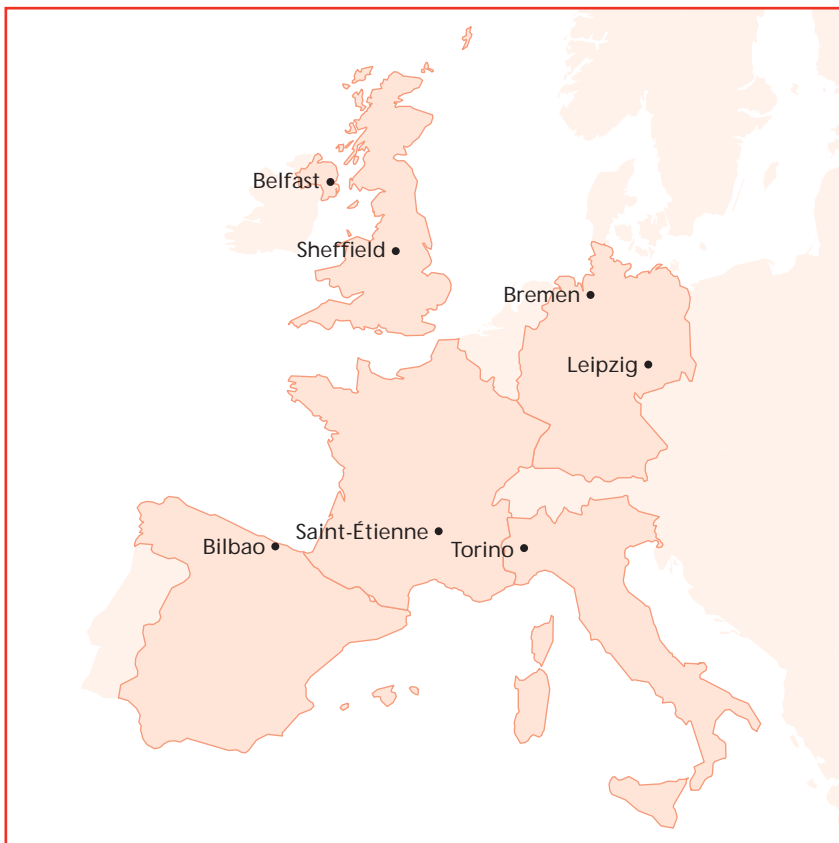 Belfast
Sheffield
Bremen
Leipzig
Saint-Étienne
Bilbao
Torino